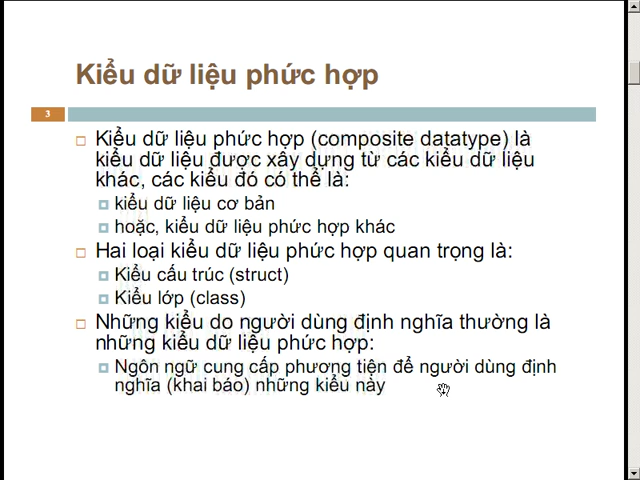 Kiểu dữ liệu phức hợp
3
Kiểu dữ liệu phức hợp (composite datatype) là
kiểu dữ liệu được xây dựng từ các kiểu dữ liệu
khác, các kiểu đó có thể là:
kiểu dữ liệu cơ bản
hoặc, kiểu dữ liệu phức hợp khác
Hai loại kiểu dữ liệu phức hợp quan trọng là:
Kiểu cấu trúc (struct)
Kiểu lớp (class)
Những kiểu do người dùng định nghĩa thường là
những kiểu dữ liệu phức hợp:
Ngôn ngữ cung cấp phương tiện để người dùng định
nghĩa (khai báo) những kiểu này